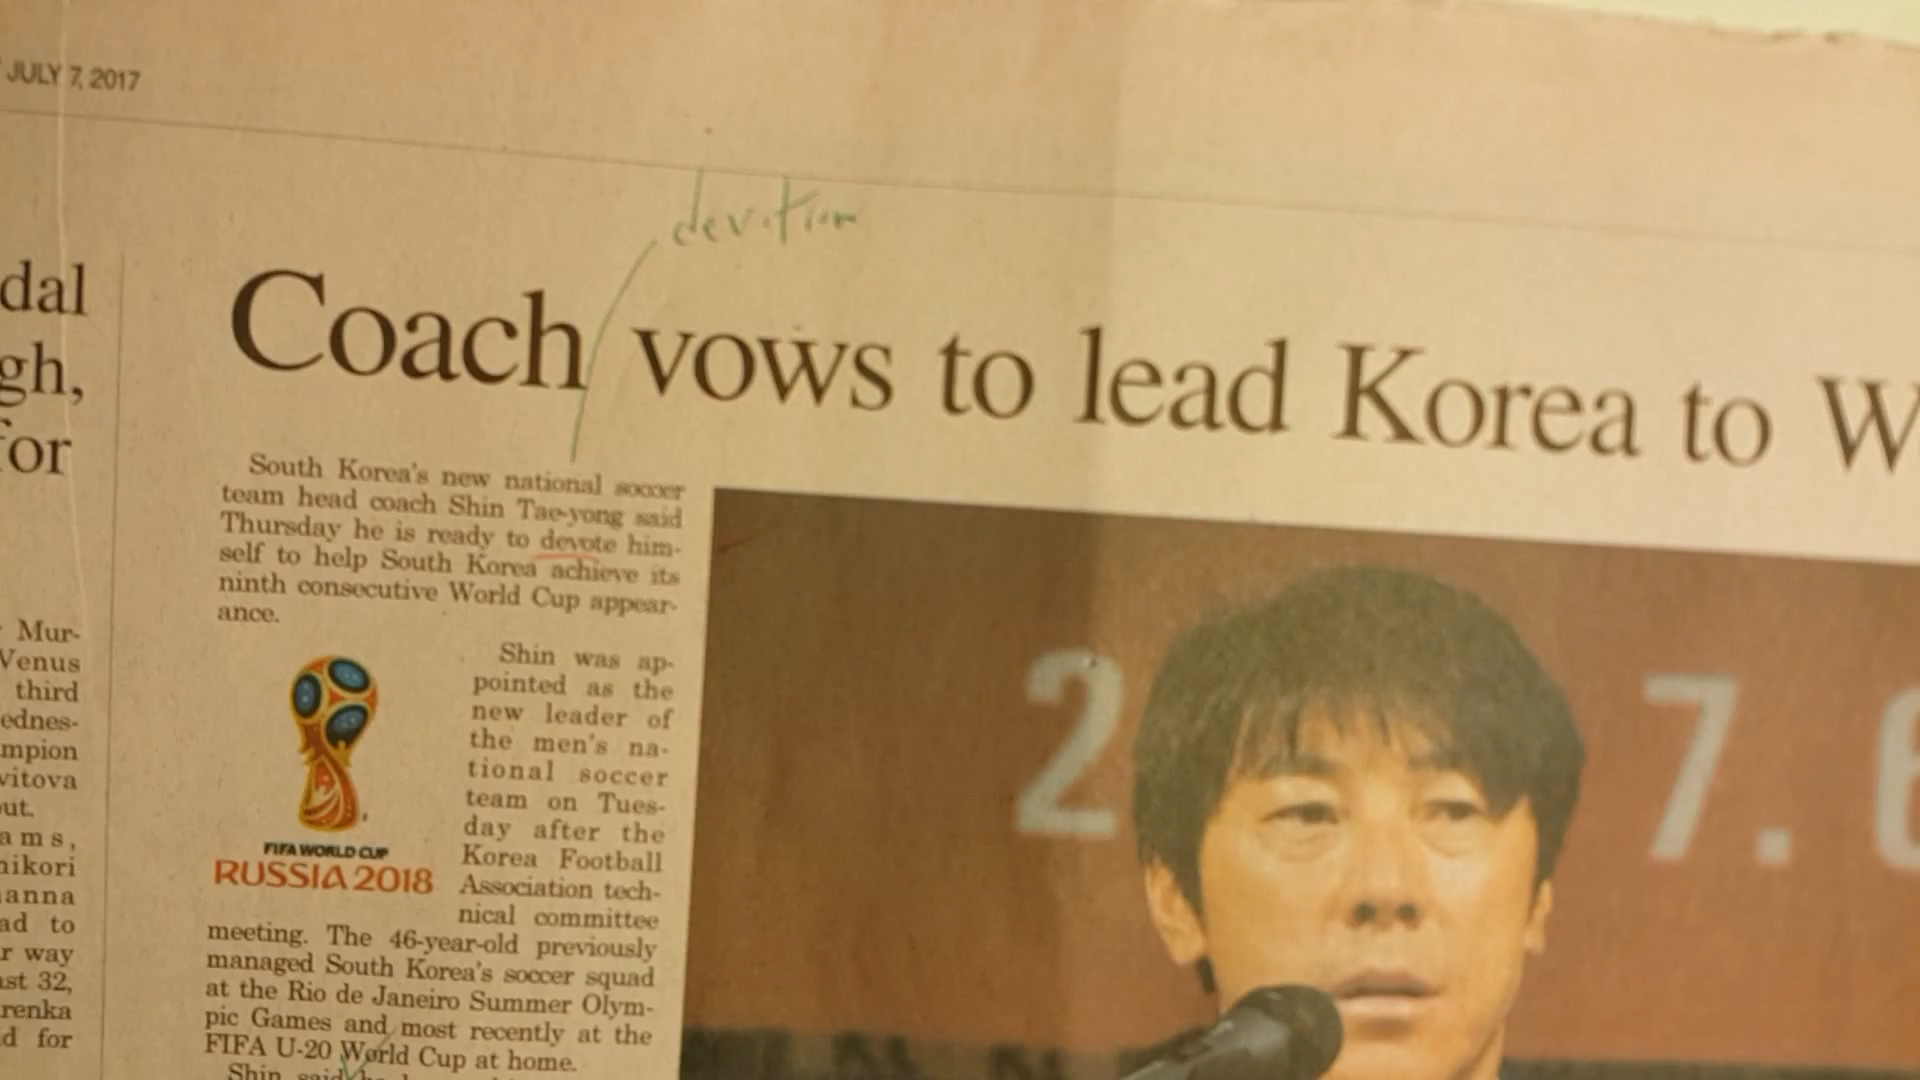 JULY 7, 2017
devotion
Coach vows to lead Korea to W
dal
gh,
for
Mur-
Venus
third
ednes-
mpion
vitova
out.
ams,
hikori
anna
ad to
r way
ast 32,
renka
d for
South Korea's new national soccer
team head coach Shin Tae-yong said
Thursday he is ready to devote him-
self to help South Korea achieve its
ninth consecutive World Cup appear-
ance.
Shin was ap-
pointed as the
new leader of
the men's na-
tional soccer
team on Tues-
day after the
Korea Football
Association tech-
nical committee
meeting. The 46-year-old previously
managed South Korea's soccer squad
at the Rio de Janeiro Summer Olym-
pic Games and most recently at the
FIFA U-20 World Cup at home.
Shin said
FIFA WORLD CUP
RUSSIA 2018
2 7. 6